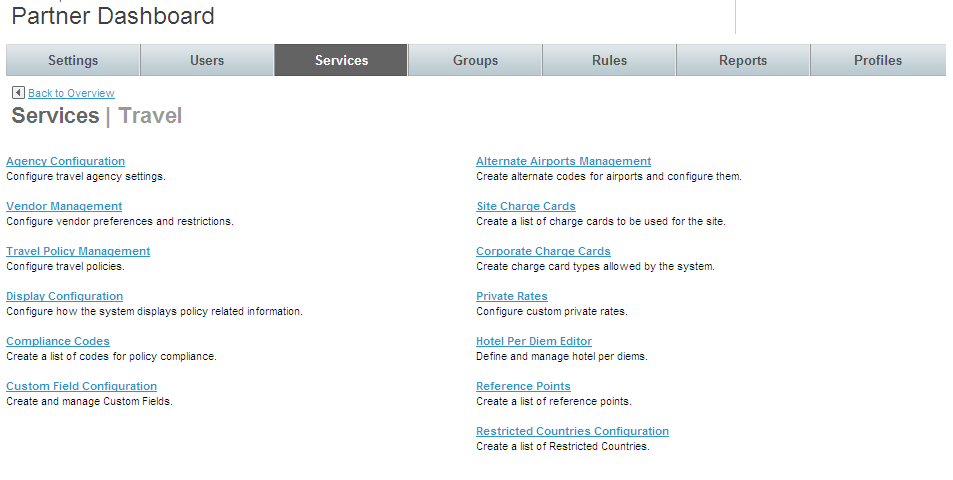 Partner Dashboard
Settings Users Services Groups Rules Reports Profiles
Back to Overview
Services | Travel
Agency Configuration
Configure travel agency settings.
Vendor Management
Configure vendor preferences and restrictions.
Travel Policy Management
Configure travel policies.
Display Configuration
Configure how the system displays policy related information.
Compliance Codes
Create a list of codes for policy compliance.
Custom Field Configuration
Create and manage Custom Fields.
Alternate Airports Management
Create alternate codes for airports and configure them.
Site Charge Cards
Create a list of charge cards to be used for the site.
Corporate Charge Cards
Create charge card types allowed by the system.
Private Rates
Configure custom private rates.
Hotel Per Diem Editor
Define and manage hotel per diems.
Reference Points
Create a list of reference points.
Restricted Countries Configuration
Create a list of Restricted Countries.